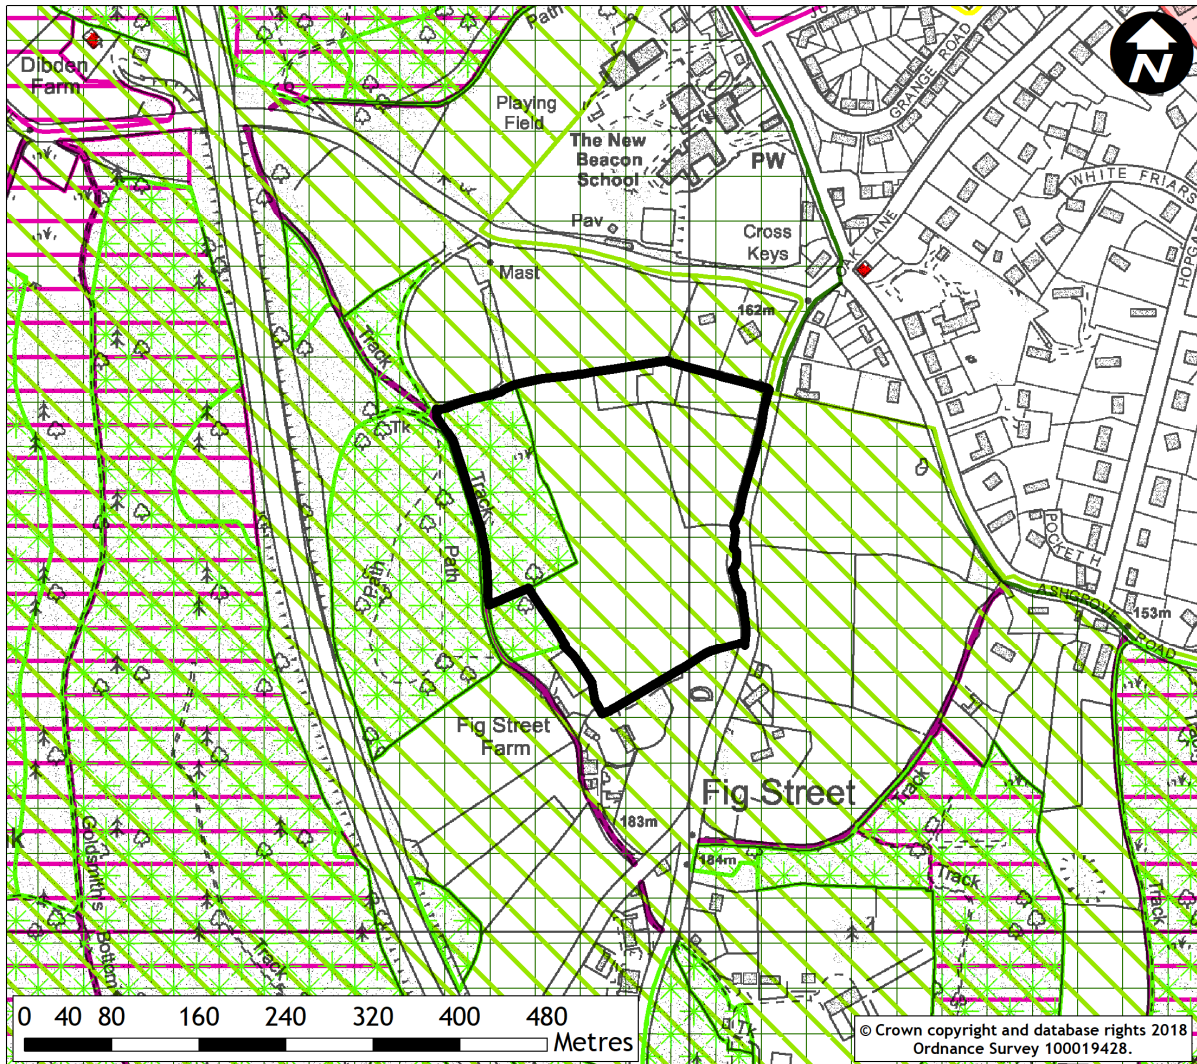 Path
N
Dibden
Farm
Playing
Field
GRANGE ROAD
The New
Beacon
School
PW
WHITE FRIARS
Pav
Cross
Keys
LANE
Mast
162m
Track
Tk
Track
Path
Path
ASHGROVE ROAD
153m
Fig Street
Farm
Fig Street
Track
183m
184m
Track
Track
Goldsmith's
Bottom
Track
Tk
0 40 80 160 240 320 400 480
Metres
© Crown copyright and database rights 2018
Ordnance Survey 100019428.